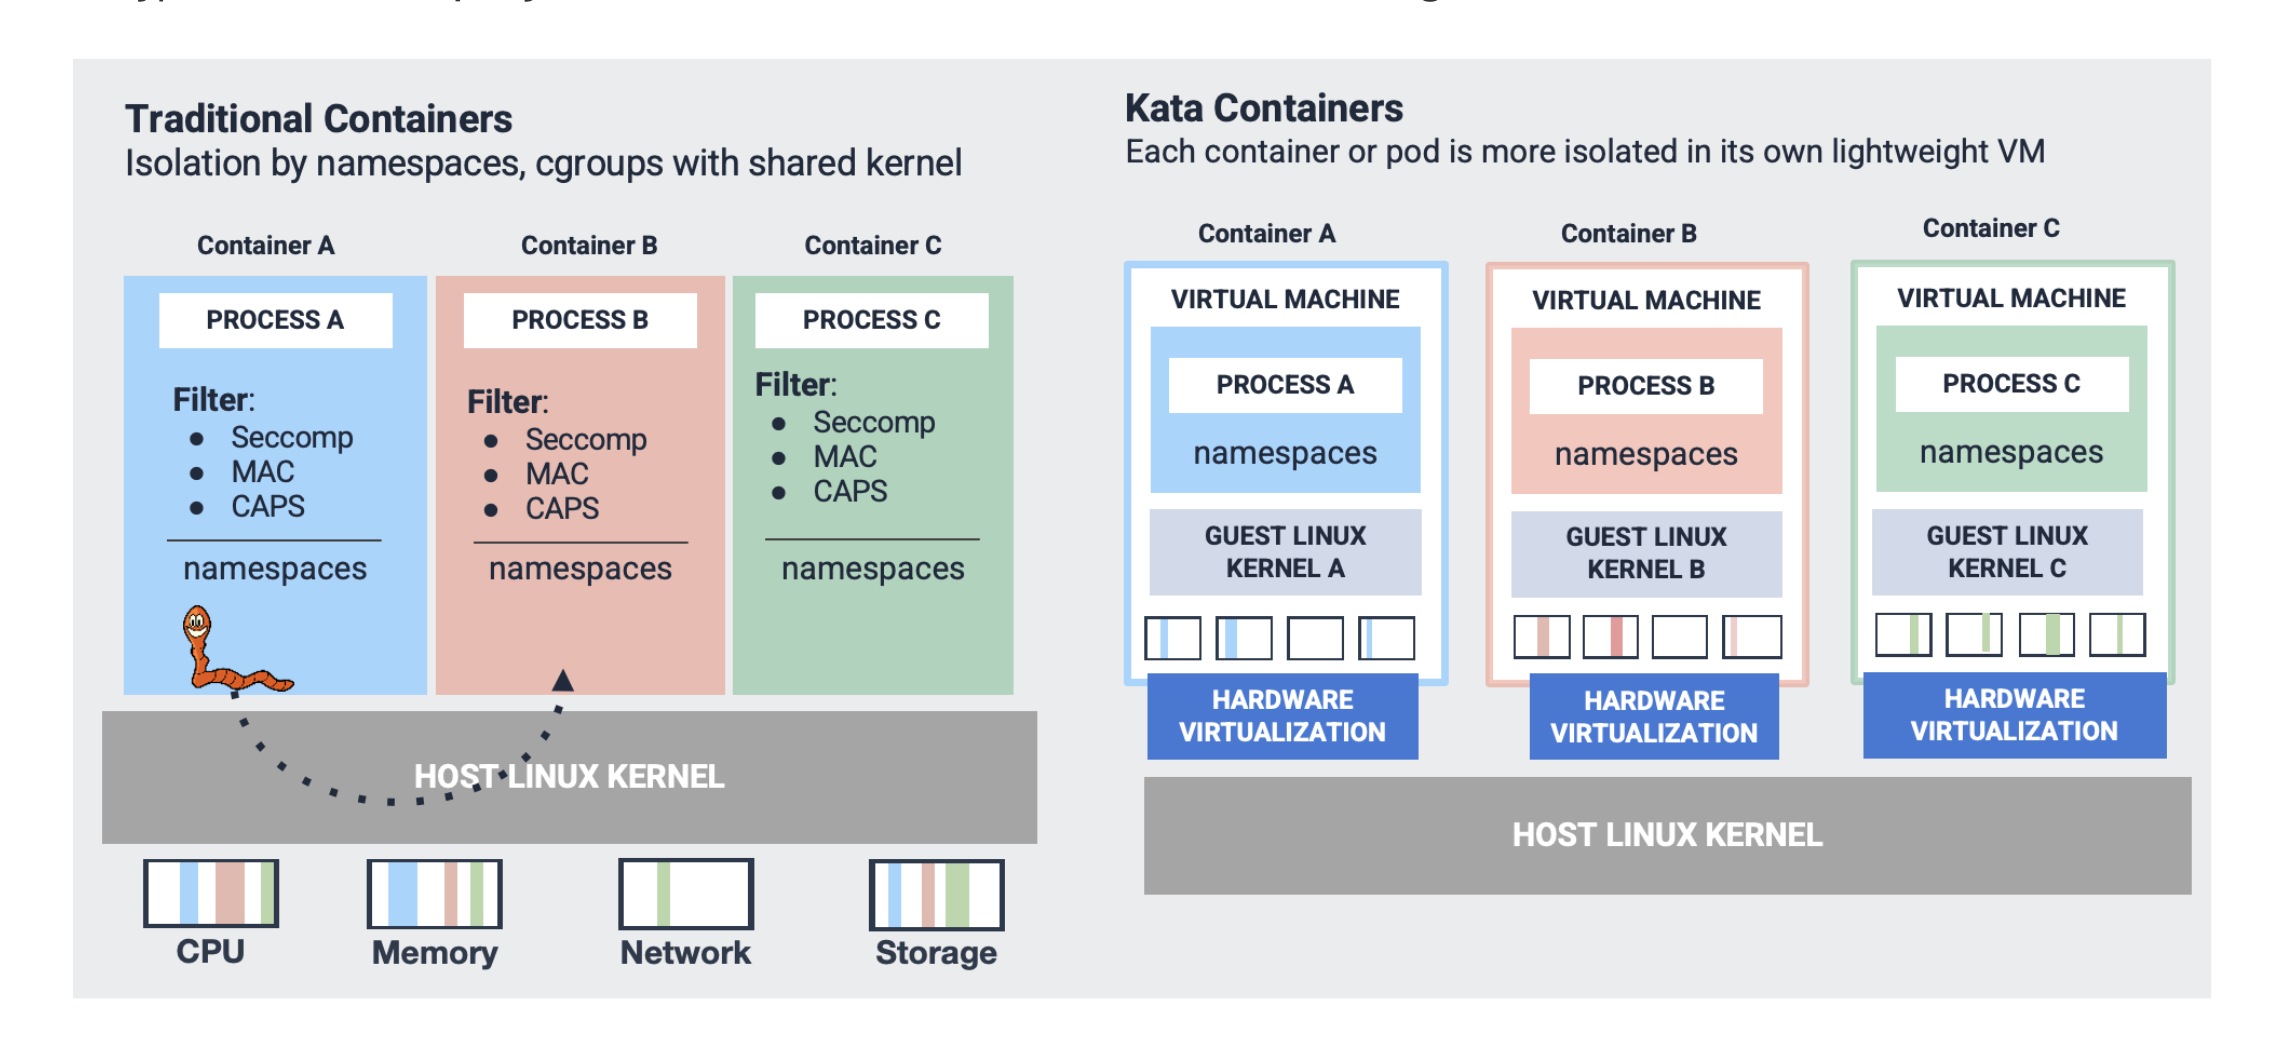 Traditional Containers
Isolation by namespaces, cgroups with shared kernel
Container A
Container B
Container C
PROCESS A
PROCESS B
PROCESS C
Filter:
● Seccomp
● MAC
● CAPS
namespaces
Filter:
● Seccomp
● MAC
● CAPS
namespaces
Filter:
● Seccomp
● MAC
● CAPS
namespaces
HOST LINUX KERNEL
CPU
Memory
Network
Storage
Kata Containers
Each container or pod is more isolated in its own lightweight VM
Container A
VIRTUAL MACHINE
PROCESS A
namespaces
GUEST LINUX
KERNEL A
HARDWARE
VIRTUALIZATION
Container B
VIRTUAL MACHINE
PROCESS B
namespaces
GUEST LINUX
KERNEL B
HARDWARE
VIRTUALIZATION
Container C
VIRTUAL MACHINE
PROCESS C
namespaces
GUEST LINUX
KERNEL C
HARDWARE
VIRTUALIZATION
HOST LINUX KERNEL